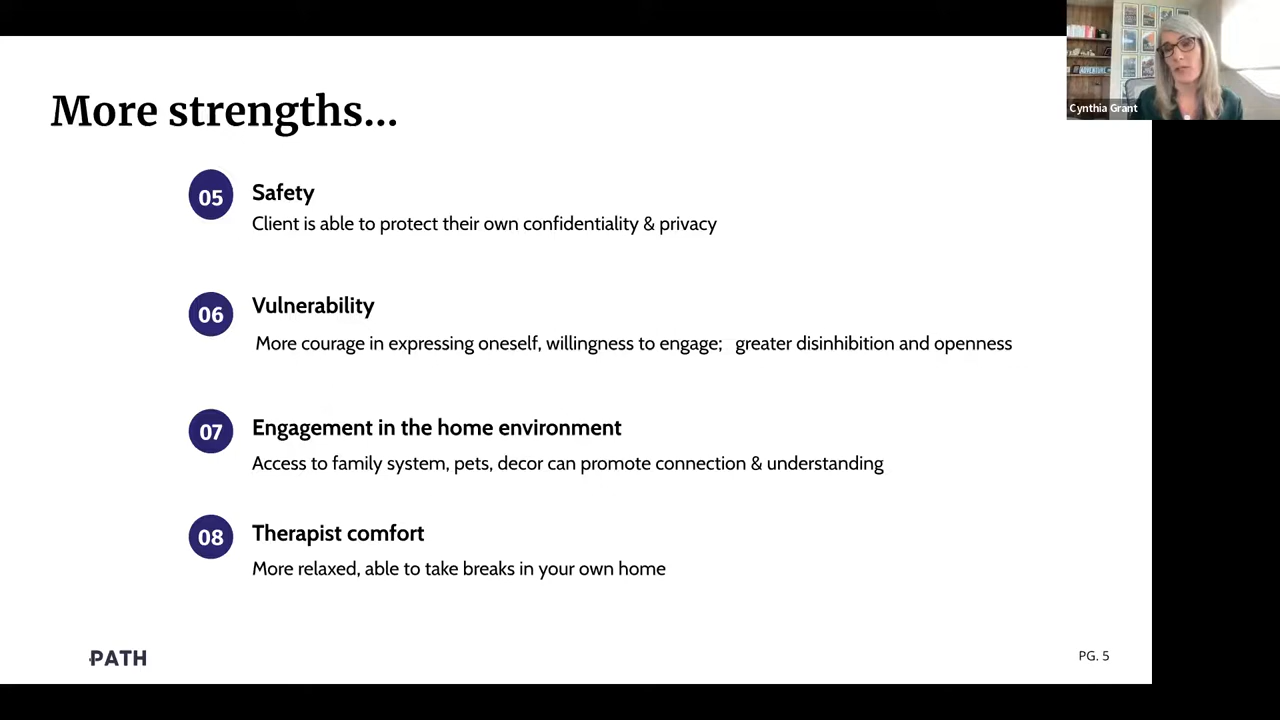 More strengths...
Cynthia Grant
05
Safety
Client is able to protect their own confidentiality & privacy
06
Vulnerability
More courage in expressing oneself, willingness to engage; greater disinhibition and openness
07
Engagement in the home environment
Access to family system, pets, decor can promote connection & understanding
08
Therapist comfort
More relaxed, able to take breaks in your own home
PATH
PG. 5